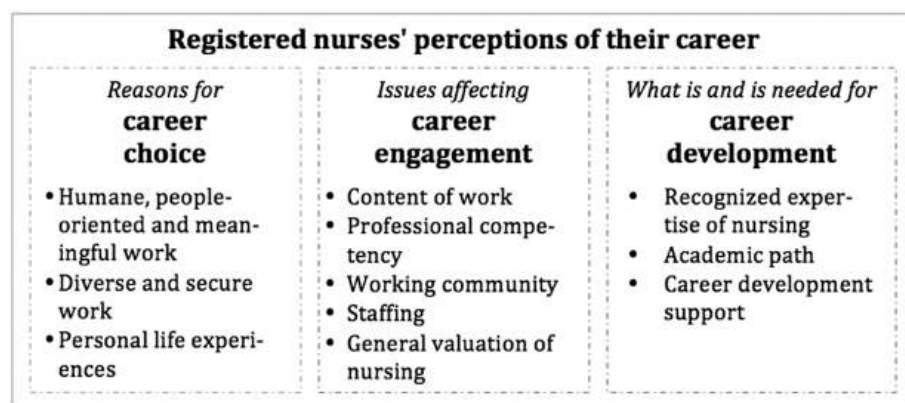 Registered nurses' perceptions of their career
Reasons for
career
choice
• Humane, people-
oriented and mean-
ingful work
• Diverse and secure
work
• Personal life experi-
ences
Issues affecting
career
engagement
• Content of work
• Professional compe-
tency
• Working community
• Staffing
• General valuation of
nursing
What is and is needed for
career
development
• Recognized exper-
tise of nursing
• Academic path
• Career development
support